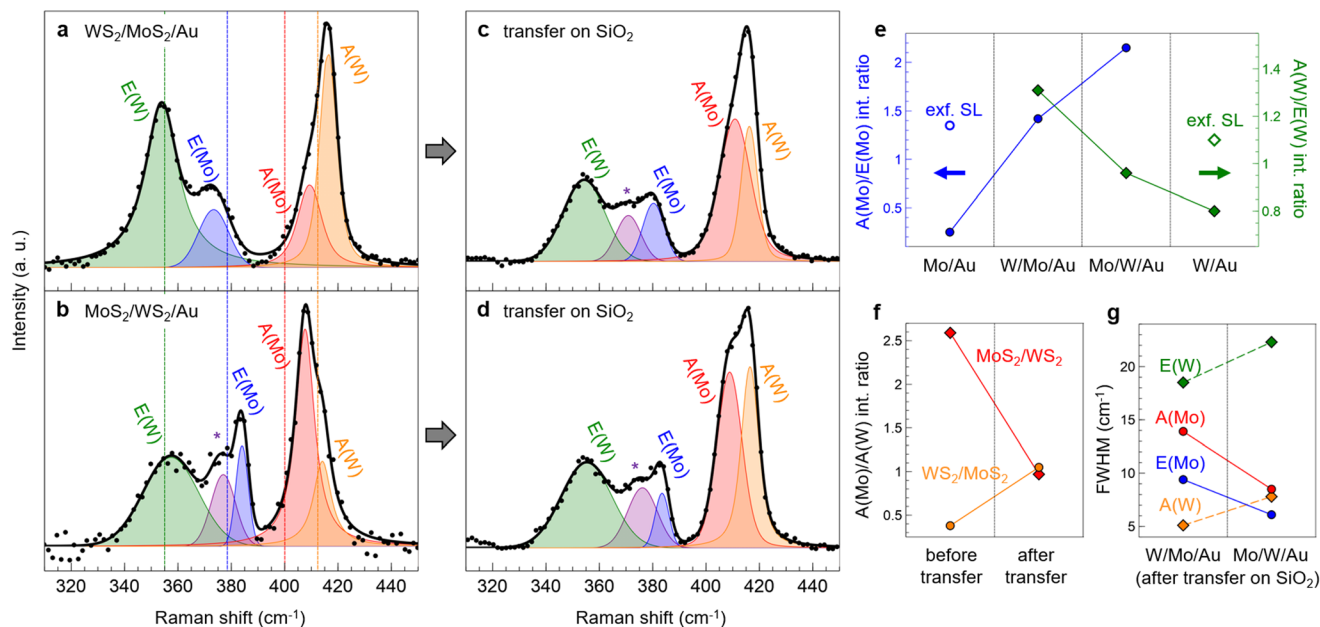 a WS₂/MoS₂/Au
E(W)
E(Mo)
A(Mo)
A(W)
c transfer on SiO₂
E(W)
*
E(Mo)
A(Mo)
A(W)
b MoS₂/WS₂/Au
E(W)
*
E(Mo)
A(Mo)
A(W)
d transfer on SiO₂
E(W)
*
E(Mo)
A(Mo)
A(W)
Intensity (a. u.)
320 340 360 380 400 420 440
Raman shift (cm⁻¹)
320 340 360 380 400 420 440
Raman shift (cm⁻¹)
e
A(Mo)/E(Mo) int. ratio
2
1.5
1
0.5
exf. SL
exf. SL
A(W)/E(W) int. ratio
1.4
1.2
1
0.8
Mo/Au W/Mo/Au Mo/W/Au W/Au
f
A(Mo)/A(W) int. ratio
2.5
2
1.5
1
0.5
MoS₂/WS₂
WS₂/MoS₂
before
transfer
after
transfer
g
FWHM (cm⁻¹)
20
15
10
5
E(W)
A(Mo)
E(Mo)
A(W)
W/Mo/Au Mo/W/Au
(after transfer on SiO₂)